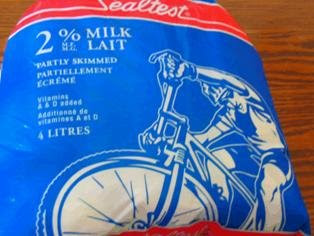 Sealtest®
2% MILK
M.F.
M.G. LAIT
PARTLY SKIMMED
PARTIELLEMENT
ÉCRÉMÉ
Vitamins
A & D added
Additionné de
vitamines A et D
4 LITRES